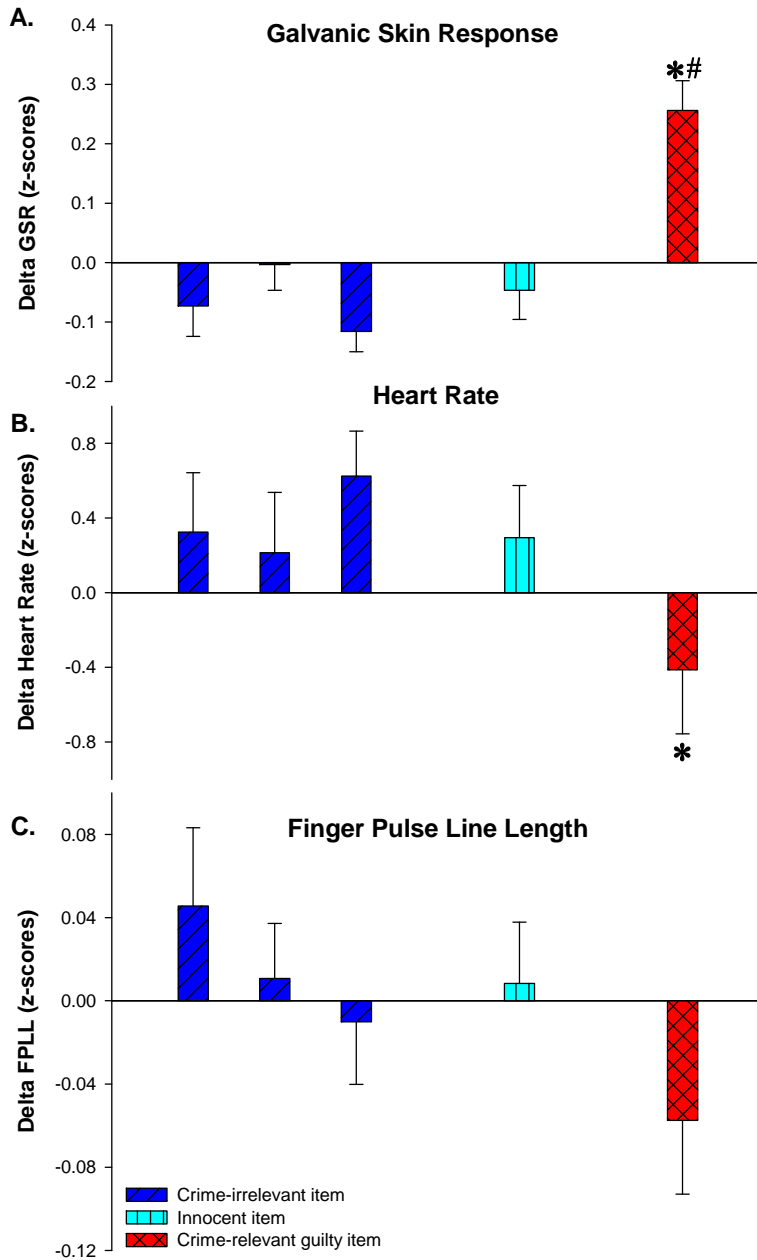 A.
Galvanic Skin Response
Delta GSR (z-scores)
0.4
0.3
0.2
0.1
0.0
-0.1
-0.2
*#
B.
Heart Rate
Delta Heart Rate (z-scores)
0.8
0.4
0.0
-0.4
-0.8
*
C.
Finger Pulse Line Length
Delta FPLL (z-scores)
0.08
0.04
0.00
-0.04
-0.08
-0.12
Crime-irrelevant item
Innocent item
Crime-relevant guilty item